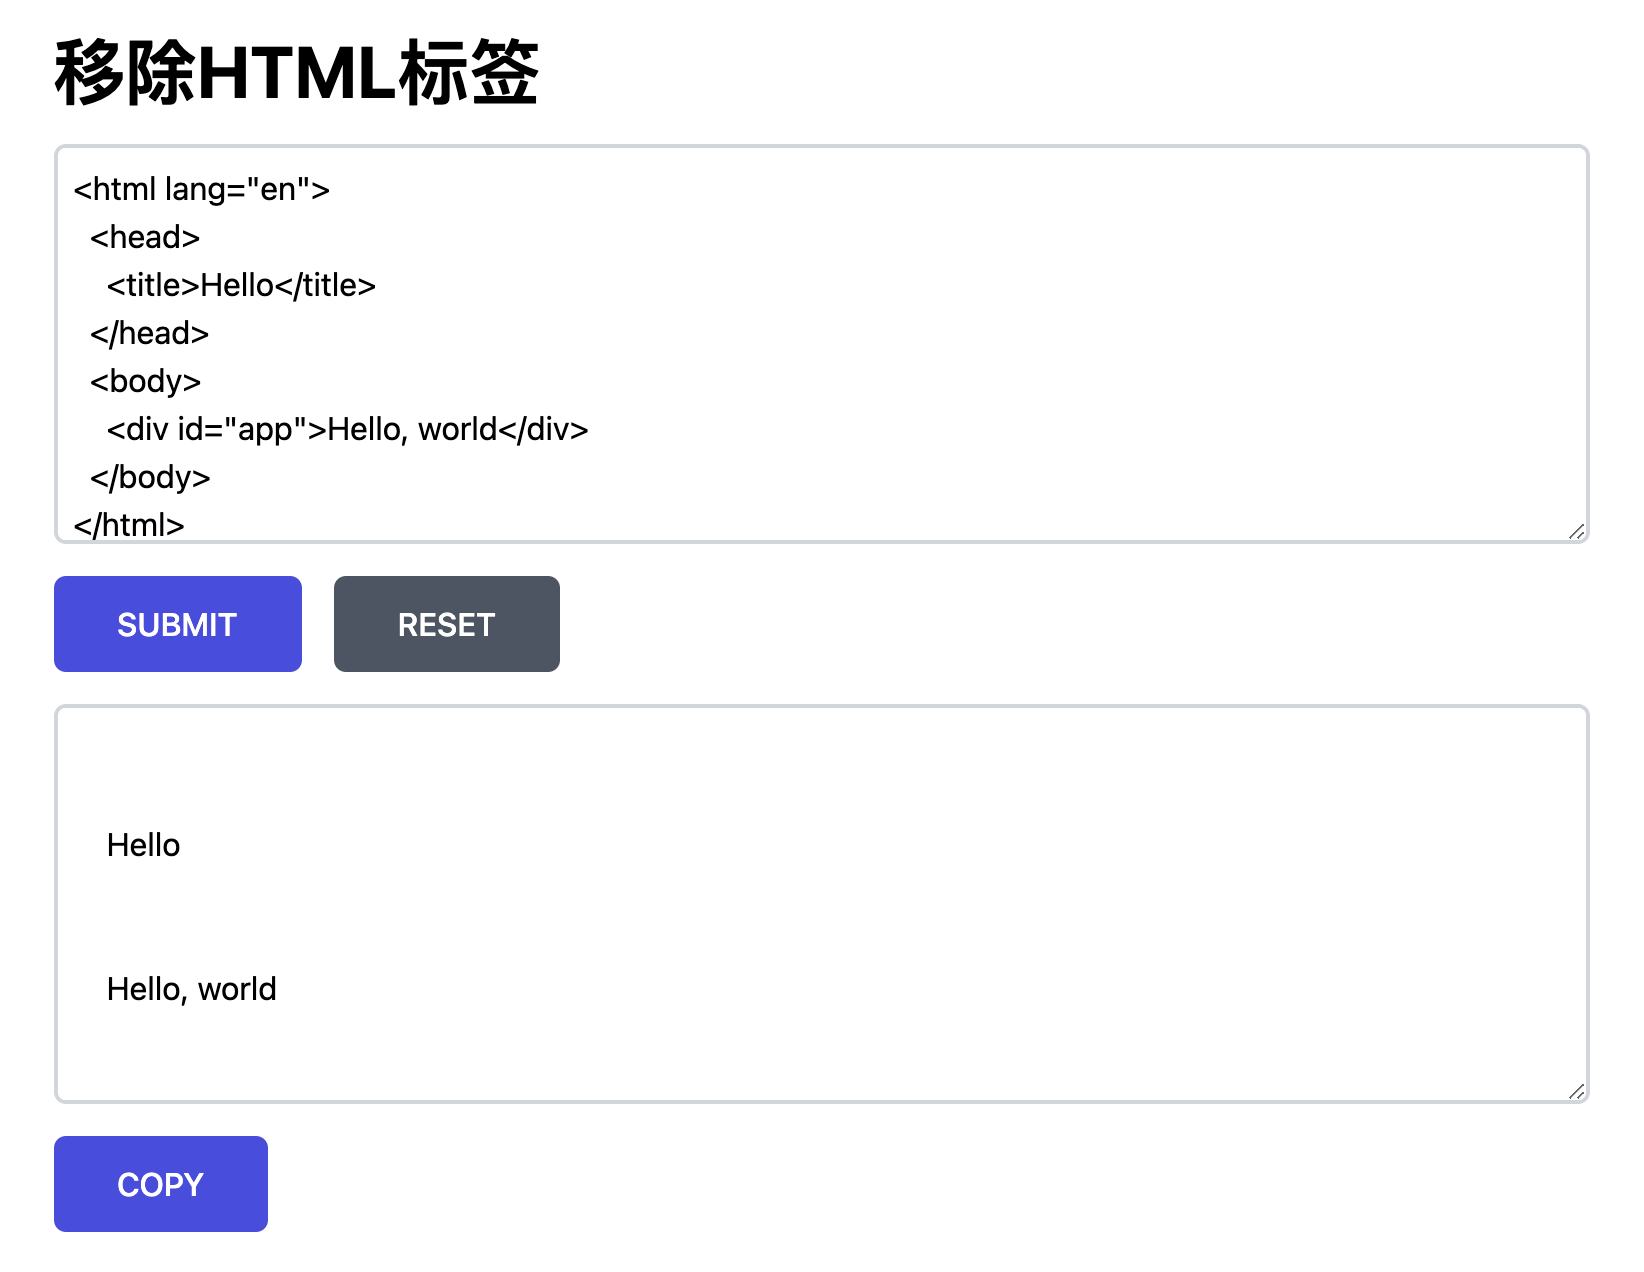 移除HTML标签
<html lang="en">
  <head>
    <title>Hello</title>
  </head>
  <body>
    <div id="app">Hello, world</div>
  </body>
</html>
SUBMIT RESET
Hello
Hello, world
COPY